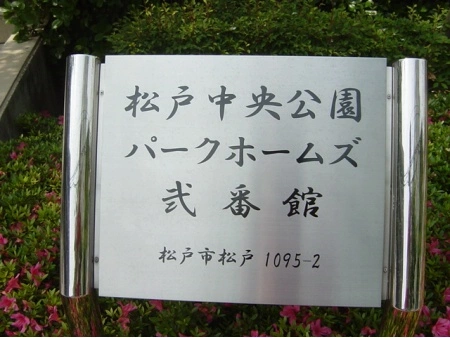 松戸中央公園
パークホームズ
弐番館
松戸市松戸 1095-2